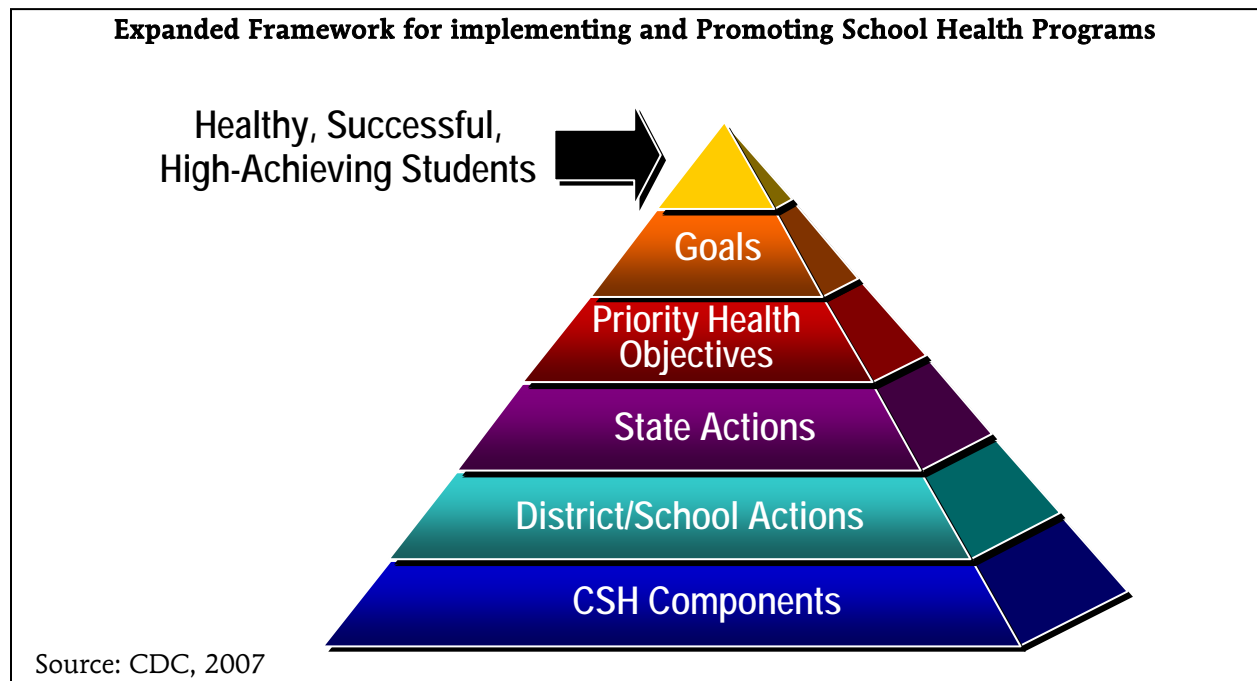 Expanded Framework for implementing and Promoting School Health Programs
Healthy, Successful,
High-Achieving Students
Goals
Priority Health
Objectives
State Actions
District/School Actions
CSH Components
Source: CDC, 2007